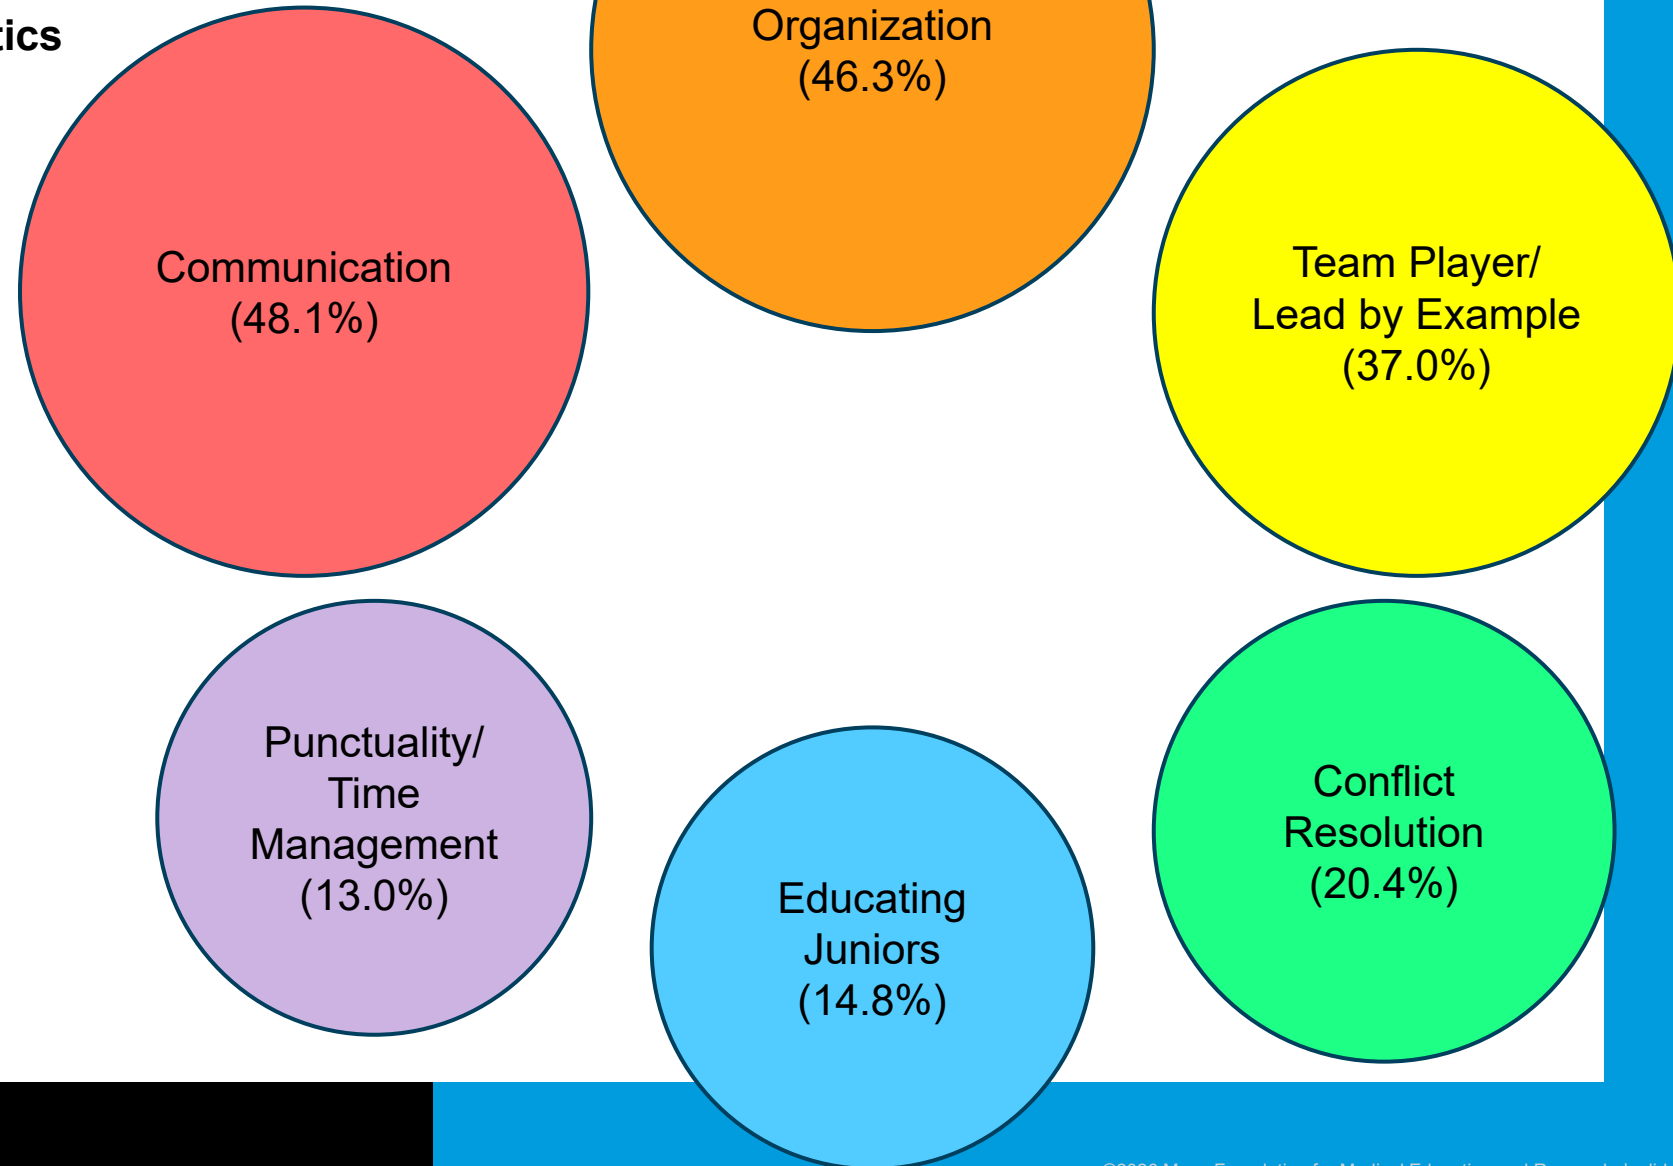 tics
Organization
(46.3%)
Communication
(48.1%)
Team Player/
Lead by Example
(37.0%)
Punctuality/
Time
Management
(13.0%)
Educating
Juniors
(14.8%)
Conflict
Resolution
(20.4%)